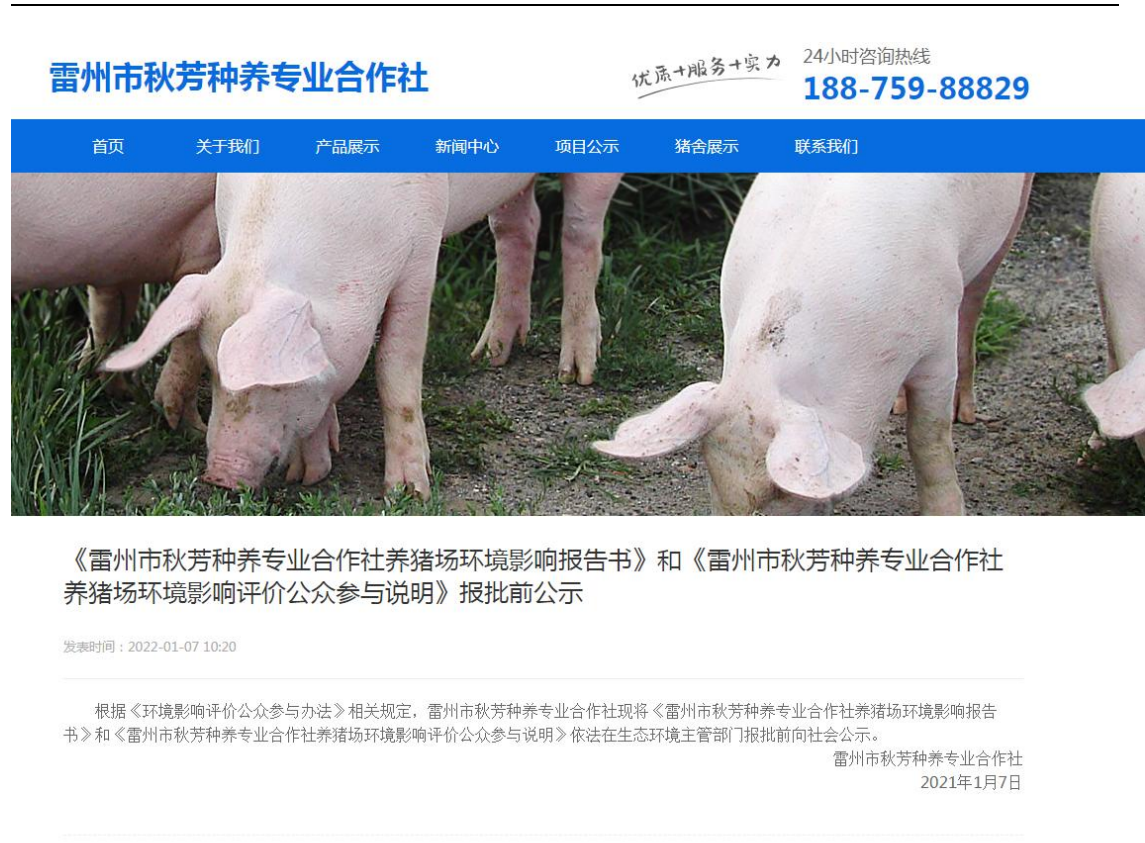 雷州市秋芳种养专业合作社
优质+服务+实力
24小时咨询热线
188-759-88829
首页 关于我们 产品展示 新闻中心 项目公示 猪舍展示 联系我们
《雷州市秋芳种养专业合作社养猪场环境影响报告书》和《雷州市秋芳种养专业合作社
养猪场环境影响评价公众参与说明》报批前公示
发表时间：2022-01-07 10:20
根据《环境影响评价公众参与办法》相关规定，雷州市秋芳种养专业合作社现将《雷州市秋芳种养专业合作社养猪场环境影响报告
书》和《雷州市秋芳种养专业合作社养猪场环境影响评价公众参与说明》依法在生态环境主管部门报批前向社会公示。
雷州市秋芳种养专业合作社
2021年1月7日